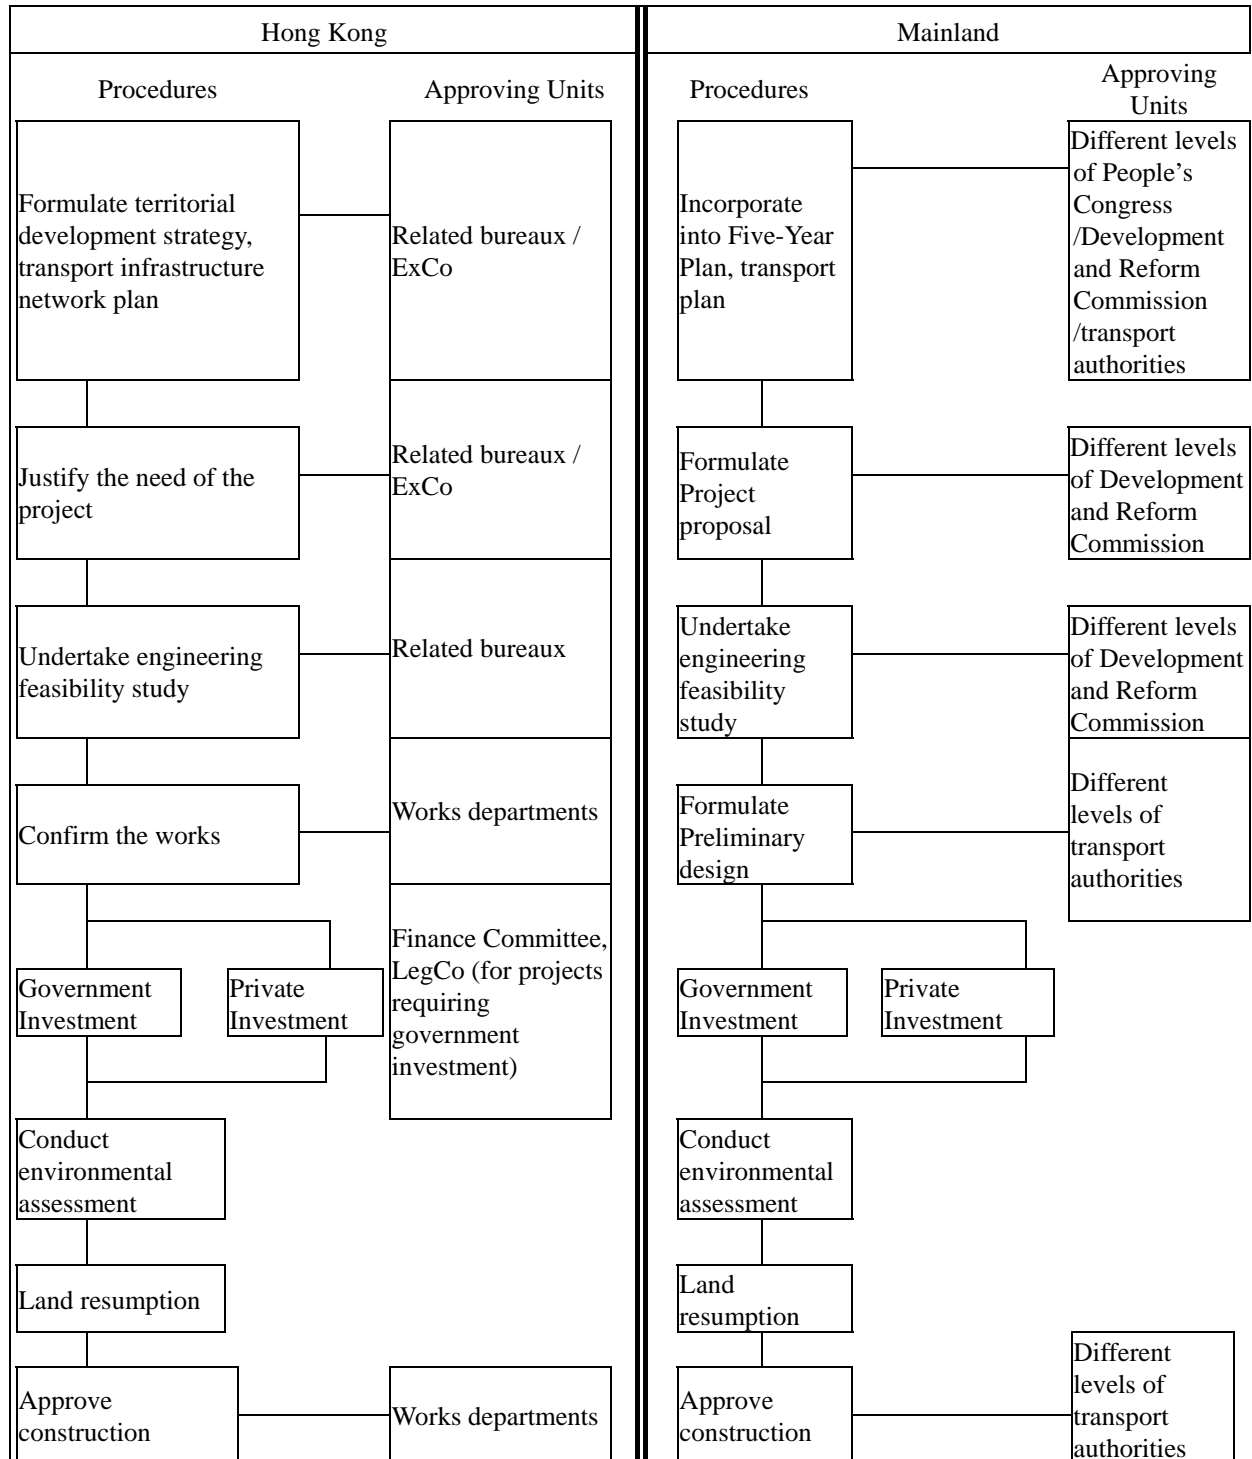 Hong Kong
Mainland
Procedures
Approving Units
Procedures
Approving
Units
Formulate territorial
development strategy,
transport infrastructure
network plan
Related bureaux /
ExCo
Incorporate
into Five-Year
Plan, transport
plan
Different levels
of People’s
Congress
/Development
and Reform
Commission
/transport
authorities
Justify the need of the
project
Related bureaux /
ExCo
Formulate
Project
proposal
Different levels
of Development
and Reform
Commission
Undertake engineering
feasibility study
Related bureaux
Undertake
engineering
feasibility
study
Different levels
of Development
and Reform
Commission
Confirm the works
Works departments
Formulate
Preliminary
design
Different
levels of
transport
authorities
Government
Investment
Private
Investment
Finance Committee,
LegCo (for projects
requiring
government
investment)
Government
Investment
Private
Investment
Conduct
environmental
assessment
Conduct
environmental
assessment
Land resumption
Land
resumption
Approve
construction
Works departments
Approve
construction
Different
levels of
transport
authorities